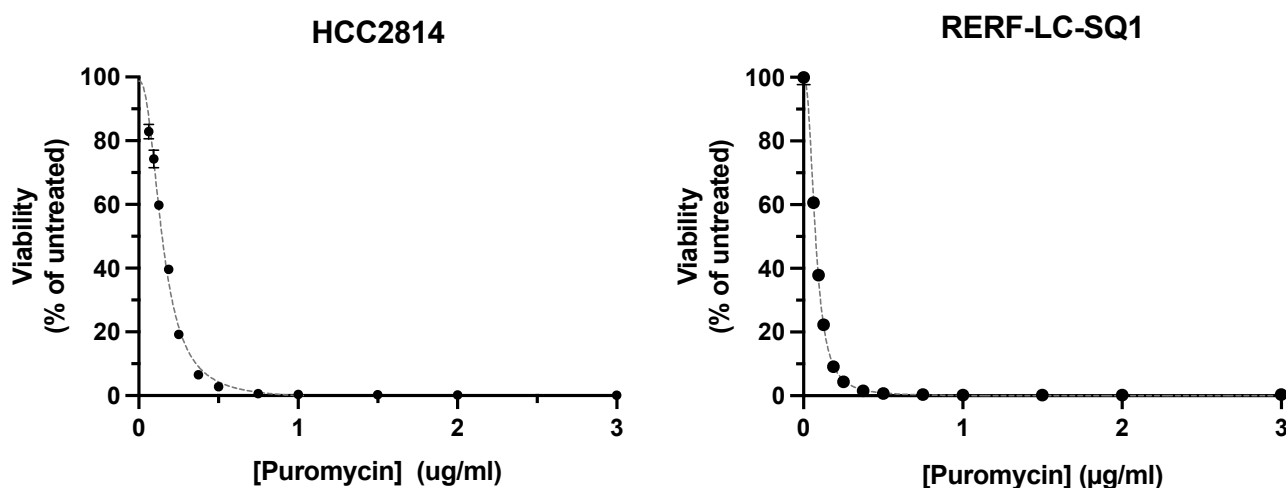 HCC2814
Viability
(% of untreated)
100
80
60
40
20
0
0
1
2
3
[Puromycin] (ug/ml)
RERF-LC-SQ1
Viability
(% of untreated)
100
80
60
40
20
0
0
1
2
3
[Puromycin] (µg/ml)